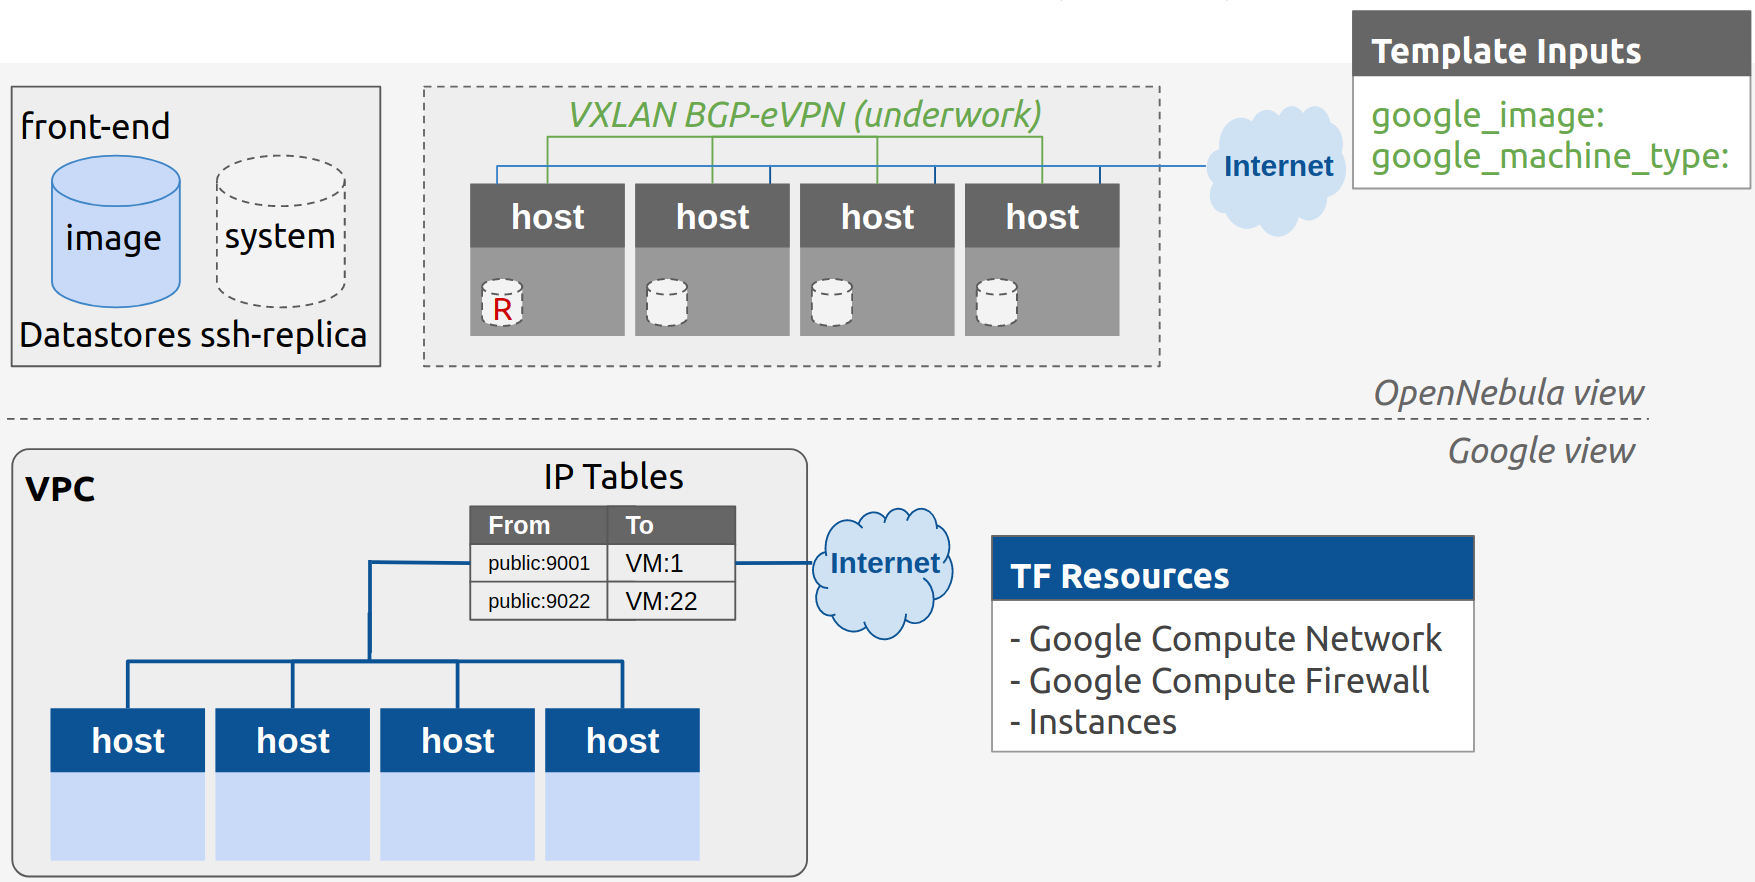 Template Inputs
google_image:
google_machine_type:
front-end
image
system
Datastores ssh-replica
VXLAN BGP-eVPN (underwork)
Internet
host
host
host
host
R
OpenNebula view
Google view
VPC
IP Tables
From To
public:9001 VM:1
public:9022 VM:22
Internet
host
host
host
host
TF Resources
- Google Compute Network
- Google Compute Firewall
- Instances